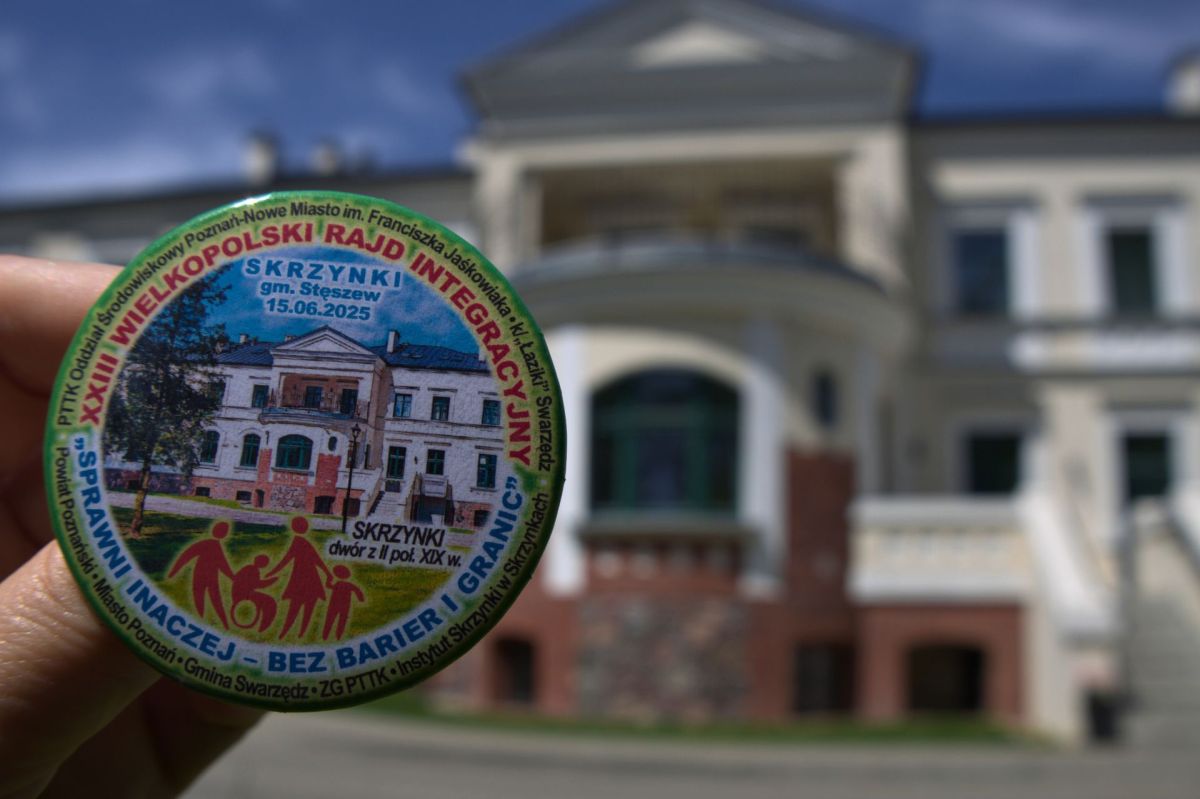 PTTK Oddział Środowiskowy Poznań-Nowe Miasto im. Franciszka Jaśkowiaka • k/„Łaziki” Swarzędz •
XXIII WIELKOPOLSKI RAJD INTEGRACYJNY
SKRZYNKI
gm. Stęszew
15.06.2025
SKRZYNKI
dwór z II poł. XIX w.
"SPRAWNI INACZEJ – BEZ BARIER I GRANIC"
Powiat Poznański • Miasto Poznań • Gmina Swarzędz • ZG PTTK • Instytut Skrzynki w Skrzynkach •